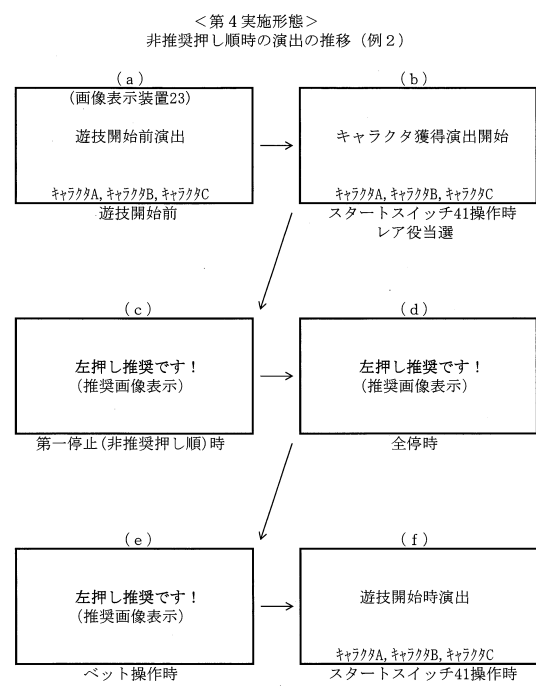 ＜第４実施形態＞
非推奨押し順時の演出の推移（例２）
（ａ）
(画像表示装置23)
遊技開始前演出
ｷｬﾗｸﾀA,ｷｬﾗｸﾀB,ｷｬﾗｸﾀC
遊技開始前
（ｂ）
キャラクタ獲得演出開始
ｷｬﾗｸﾀA,ｷｬﾗｸﾀB,ｷｬﾗｸﾀC
スタートスイッチ41操作時
レア役当選
（ｃ）
左押し推奨です！
(推奨画像表示)
第一停止(非推奨押し順)時
（ｄ）
左押し推奨です！
(推奨画像表示)
全停時
（ｅ）
左押し推奨です！
(推奨画像表示)
ベット操作時
（ｆ）
遊技開始時演出
ｷｬﾗｸﾀA,ｷｬﾗｸﾀB,ｷｬﾗｸﾀC
スタートスイッチ41操作時